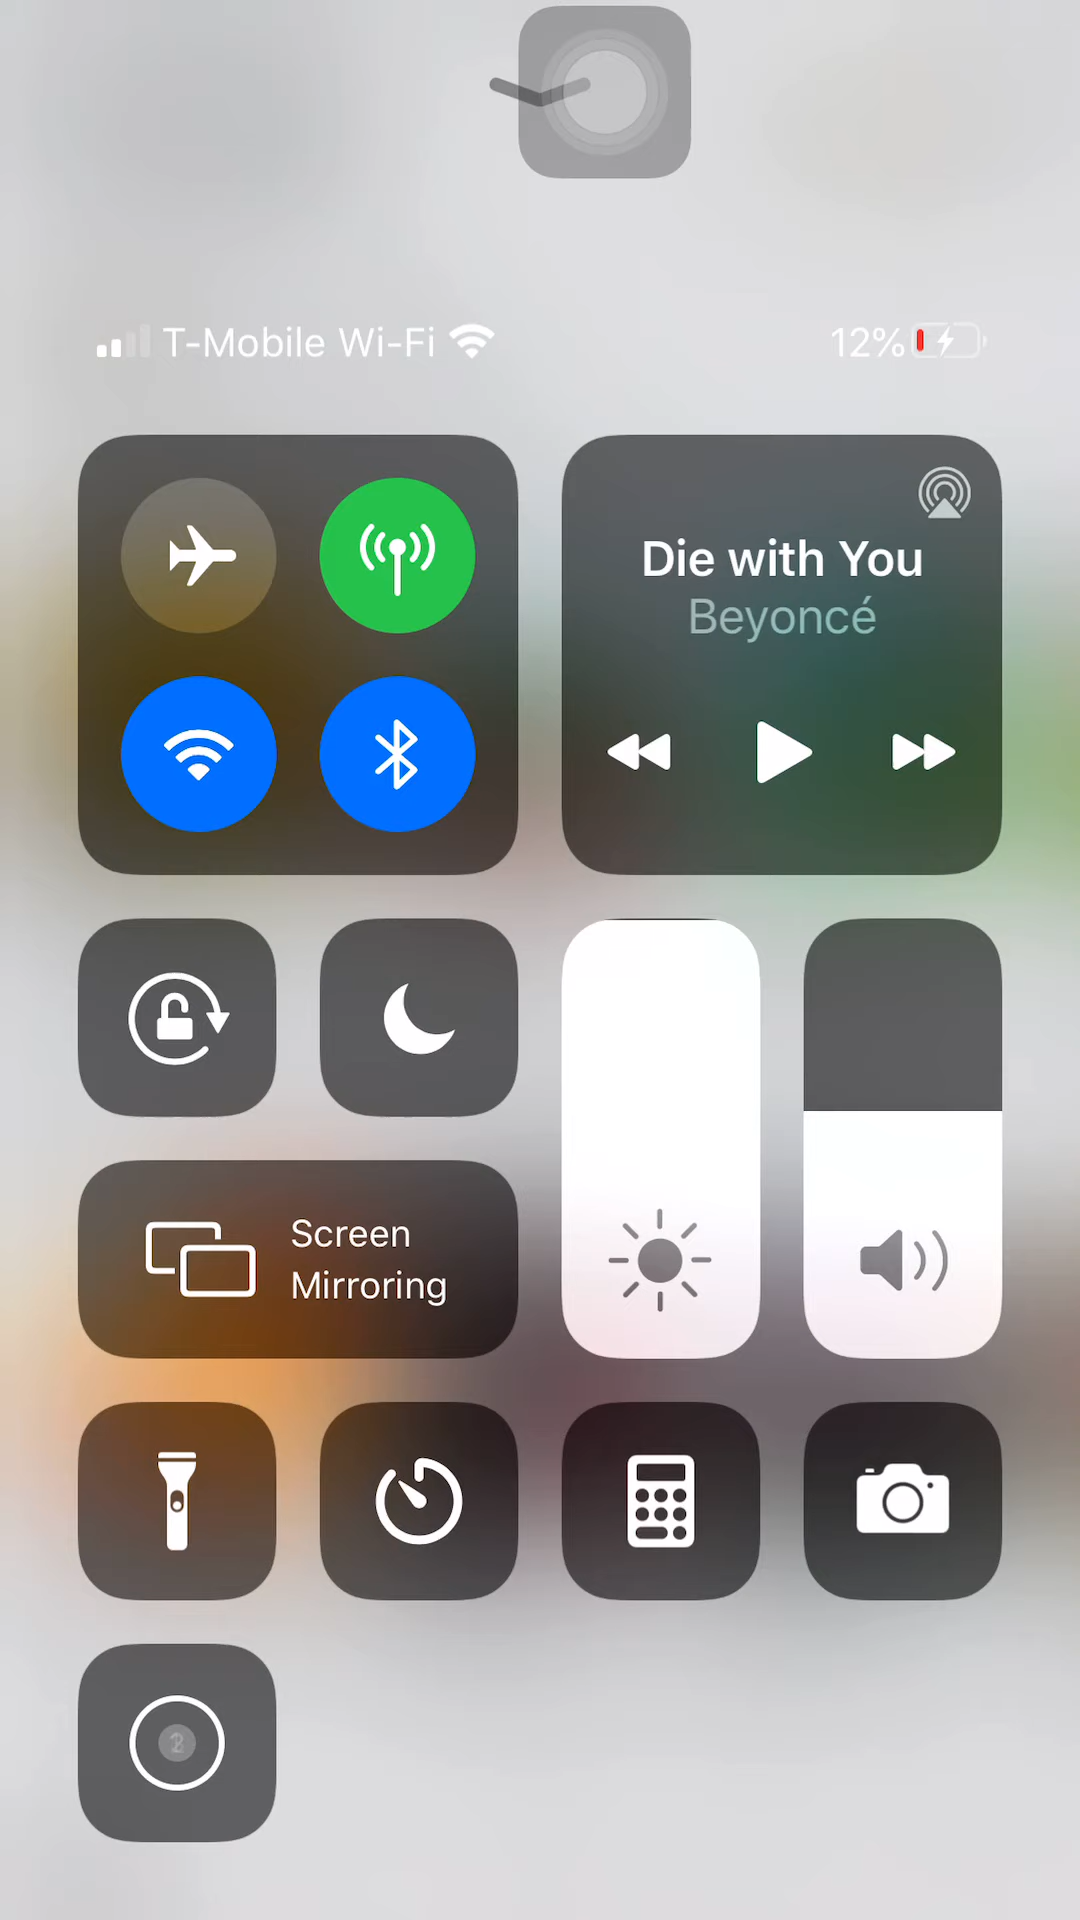 T-Mobile Wi-Fi
12%
Die with You
Beyoncé
Screen
Mirroring